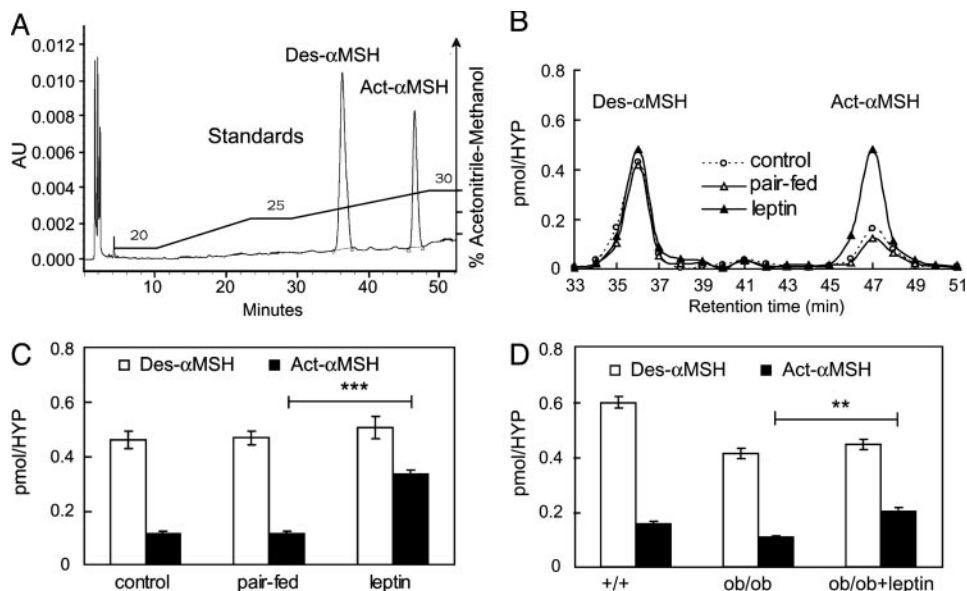 A
Des-αMSH
Act-αMSH
Standards
AU
0.012
0.010
0.008
0.006
0.004
0.002
0.000
20
25
30
10
20
30
40
50
Minutes
% Acetonitrile-Methanol
B
0.8
0.6
0.4
0.2
0
pmol/HYP
Des-αMSH
Act-αMSH
control
pair-fed
leptin
33
35
37
39
41
43
45
47
49
51
Retention time (min)
C
0.8
0.6
0.4
0.2
0
pmol/HYP
Des-αMSH
Act-αMSH
***
control
pair-fed
leptin
D
0.8
0.6
0.4
0.2
0
pmol/HYP
Des-αMSH
Act-αMSH
**
+/+
ob/ob
ob/ob+leptin